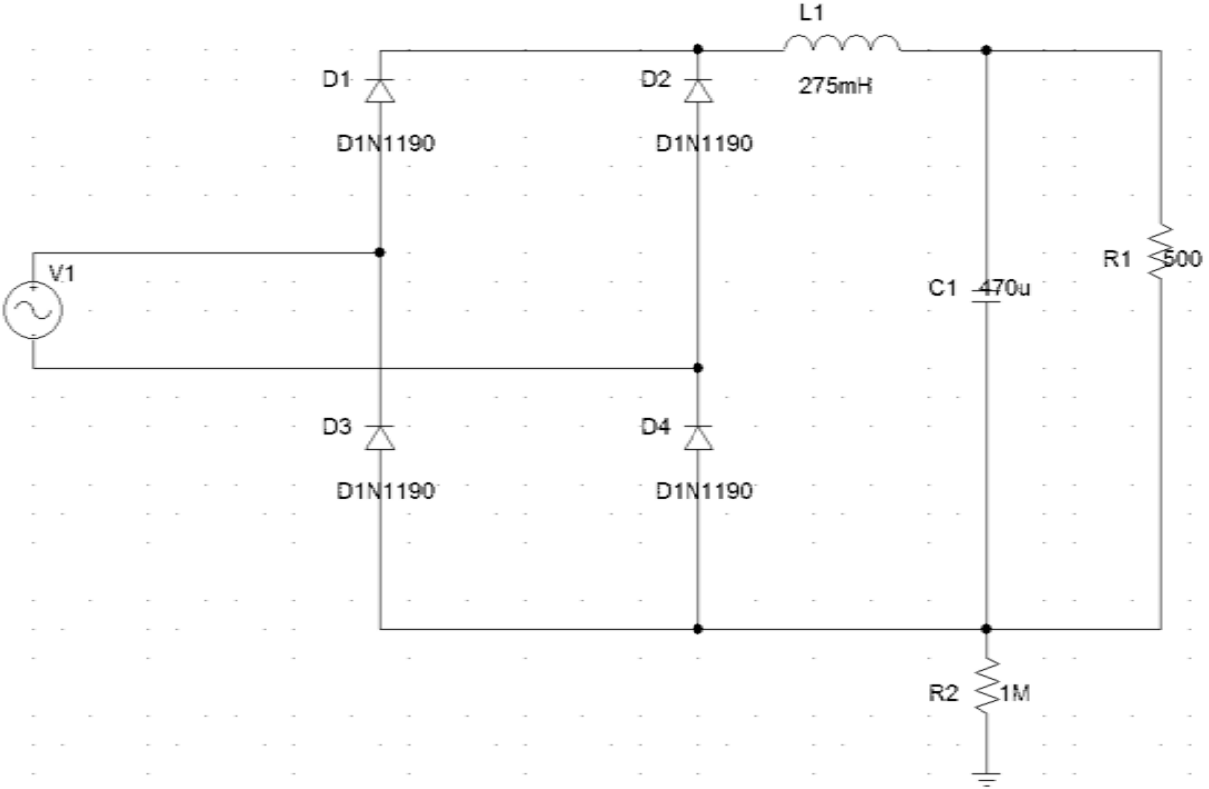 L1
275mH
D1
D1N1190
D2
D1N1190
V1
+
-
R1
500
C1
470u
D3
D1N1190
D4
D1N1190
R2
1M